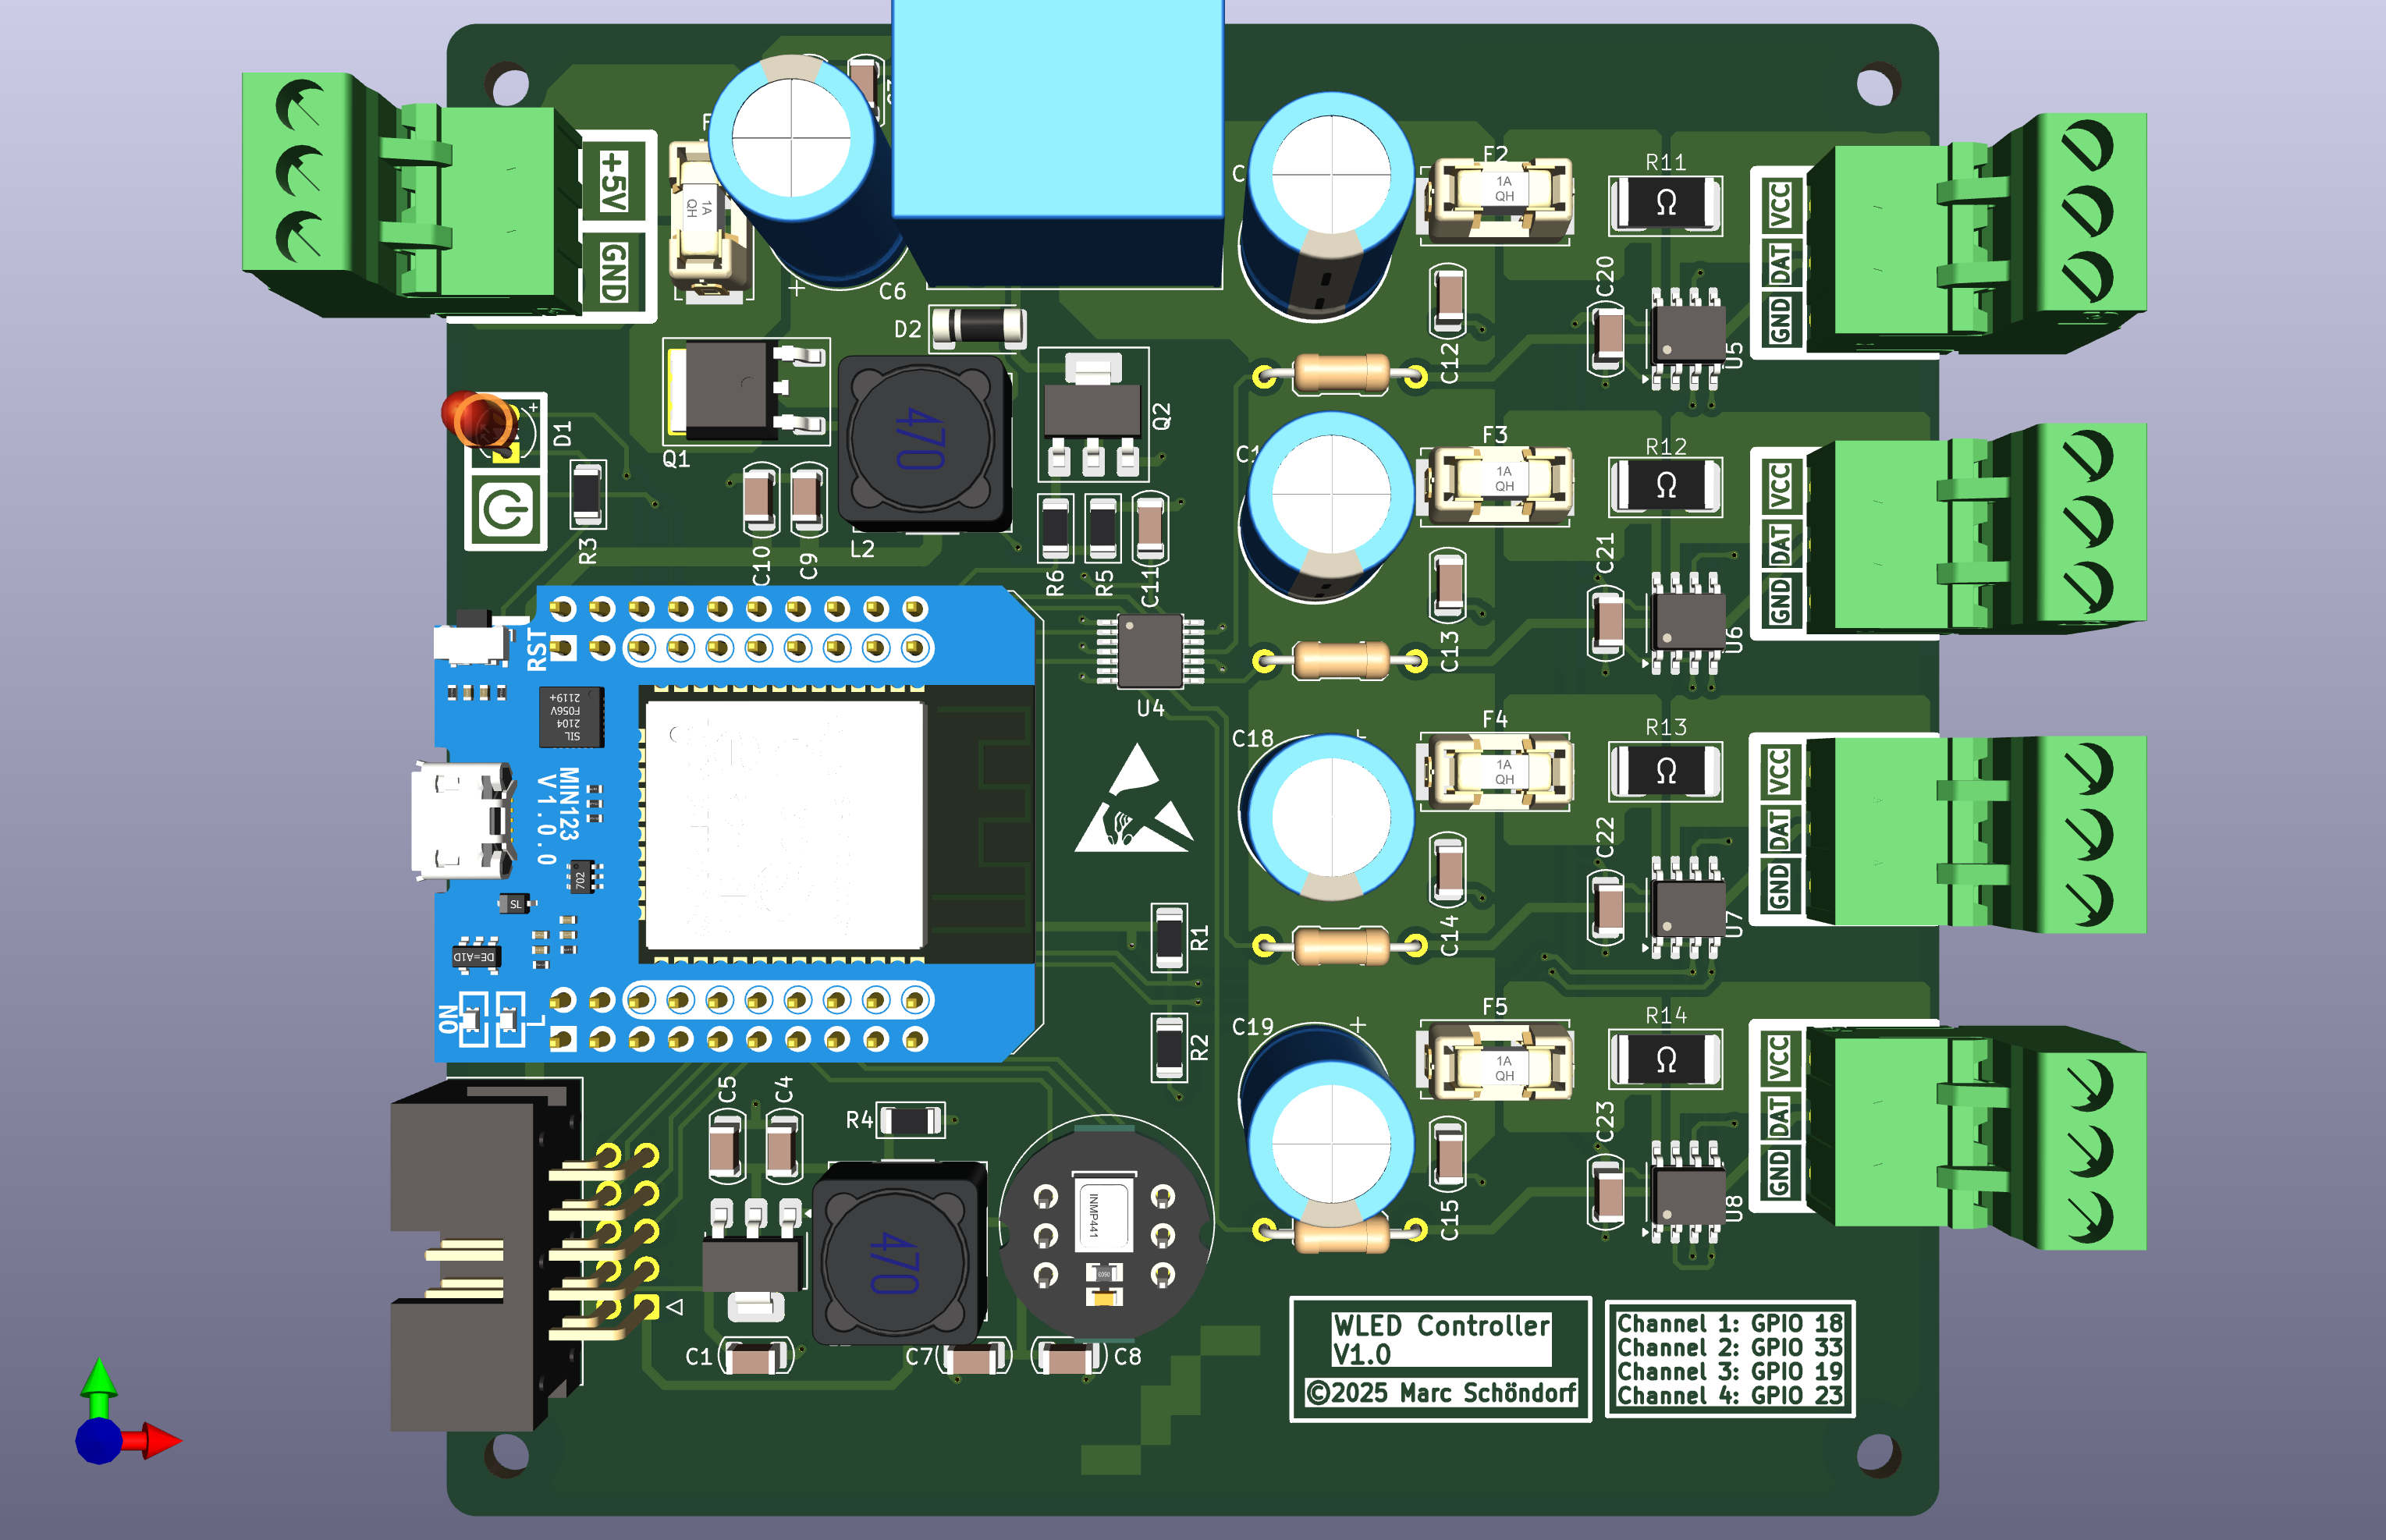 +5V
GND
F
1A
QH
C6
D2
Q1
470
L2
Q2
D1
+
R3
C10
C9
R6
R5
C11
U4
RST
2119+
F056V
2104
SIL
MIN123
V1.0.0
702
SL
DE=A1D
ON
L
R1
R2
C5
C4
R4
470
INMP441
C1
C7
C8
C
F2
1A
QH
R11
Ω
C12
C20
U5
VCC
DAT
GND
C1
F3
1A
QH
R12
Ω
C13
C21
U6
VCC
DAT
GND
C18
F4
1A
QH
R13
Ω
C14
C22
U7
VCC
DAT
GND
C19
+
F5
1A
QH
R14
Ω
C15
C23
U8
VCC
DAT
GND
WLED Controller
V1.0
©2025 Marc Schöndorf
Channel 1: GPIO 18
Channel 2: GPIO 33
Channel 3: GPIO 19
Channel 4: GPIO 23